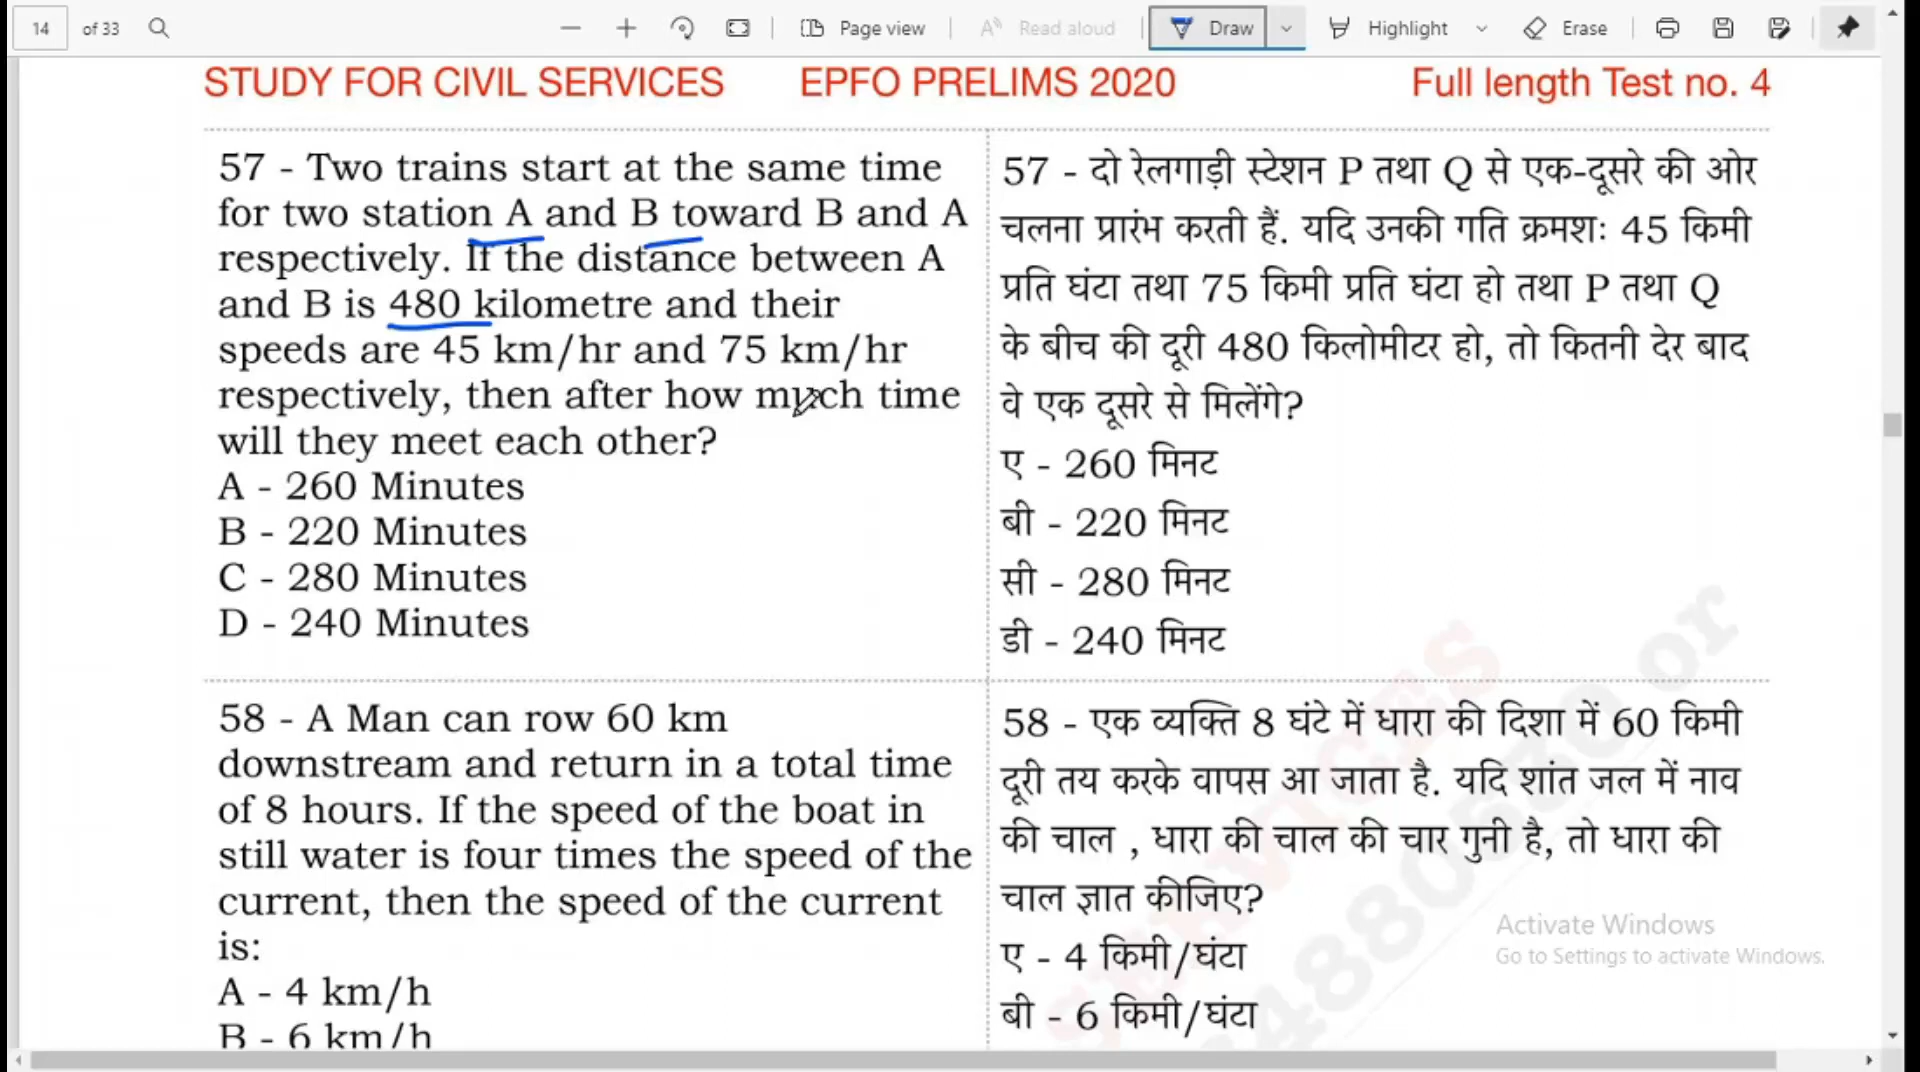 14 of 33 Page view Read aloud Draw Highlight Erase
STUDY FOR CIVIL SERVICES EPFO PRELIMS 2020 Full length Test no. 4
57 - Two trains start at the same time
for two station A and B toward B and A
respectively. If the distance between A
and B is 480 kilometre and their
speeds are 45 km/hr and 75 km/hr
respectively, then after how much time
will they meet each other?
A - 260 Minutes
B - 220 Minutes
C - 280 Minutes
D - 240 Minutes
57 - दो रेलगाड़ी स्टेशन P तथा Q से एक-दूसरे की ओर
चलना प्रारंभ करती हैं. यदि उनकी गति क्रमशः 45 किमी
प्रति घंटा तथा 75 किमी प्रति घंटा हो तथा P तथा Q
के बीच की दूरी 480 किलोमीटर हो, तो कितनी देर बाद
वे एक दूसरे से मिलेंगे?
ए - 260 मिनट
बी - 220 मिनट
सी - 280 मिनट
डी - 240 मिनट
58 - A Man can row 60 km
downstream and return in a total time
of 8 hours. If the speed of the boat in
still water is four times the speed of the
current, then the speed of the current
is:
A - 4 km/h
B - 6 km/h
58 - एक व्यक्ति 8 घंटे में धारा की दिशा में 60 किमी
दूरी तय करके वापस आ जाता है. यदि शांत जल में नाव
की चाल , धारा की चाल की चार गुनी है, तो धारा की
चाल ज्ञात कीजिए?
ए - 4 किमी/घंटा
बी - 6 किमी/घंटा
Activate Windows
Go to Settings to activate Windows.